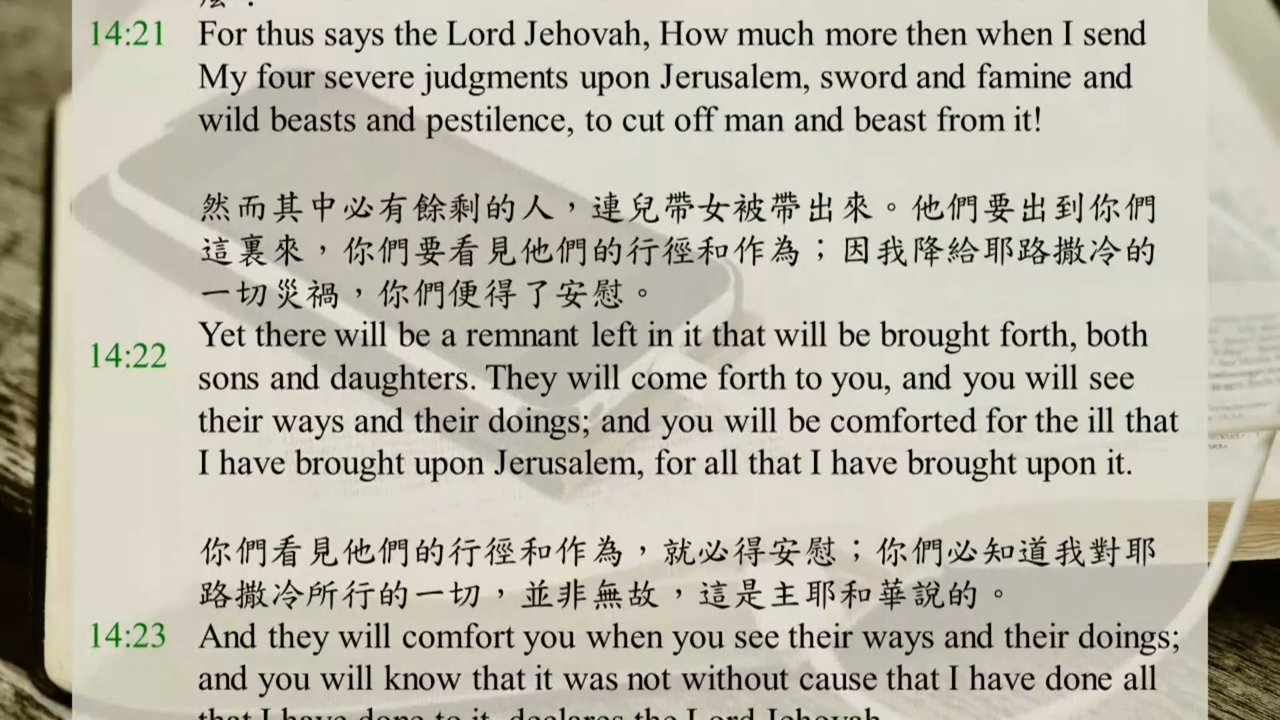 14:21 For thus says the Lord Jehovah, How much more then when I send
My four severe judgments upon Jerusalem, sword and famine and
wild beasts and pestilence, to cut off man and beast from it!
然而其中必有餘剩的人，連兒帶女被帶出來。他們要出到你們
這裏來，你們要看見他們的行徑和作為；因我降給耶路撒冷的
一切災禍，你們便得了安慰。
Yet there will be a remnant left in it that will be brought forth, both
14:22 sons and daughters. They will come forth to you, and you will see
their ways and their doings; and you will be comforted for the ill that
I have brought upon Jerusalem, for all that I have brought upon it.
你們看見他們的行徑和作為，就必得安慰；你們必知道我對耶
路撒冷所行的一切，並非無故，這是主耶和華說的。
14:23 And they will comfort you when you see their ways and their doings;
and you will know that it was not without cause that I have done all
that I have done to it, declares the Lord Jehovah.